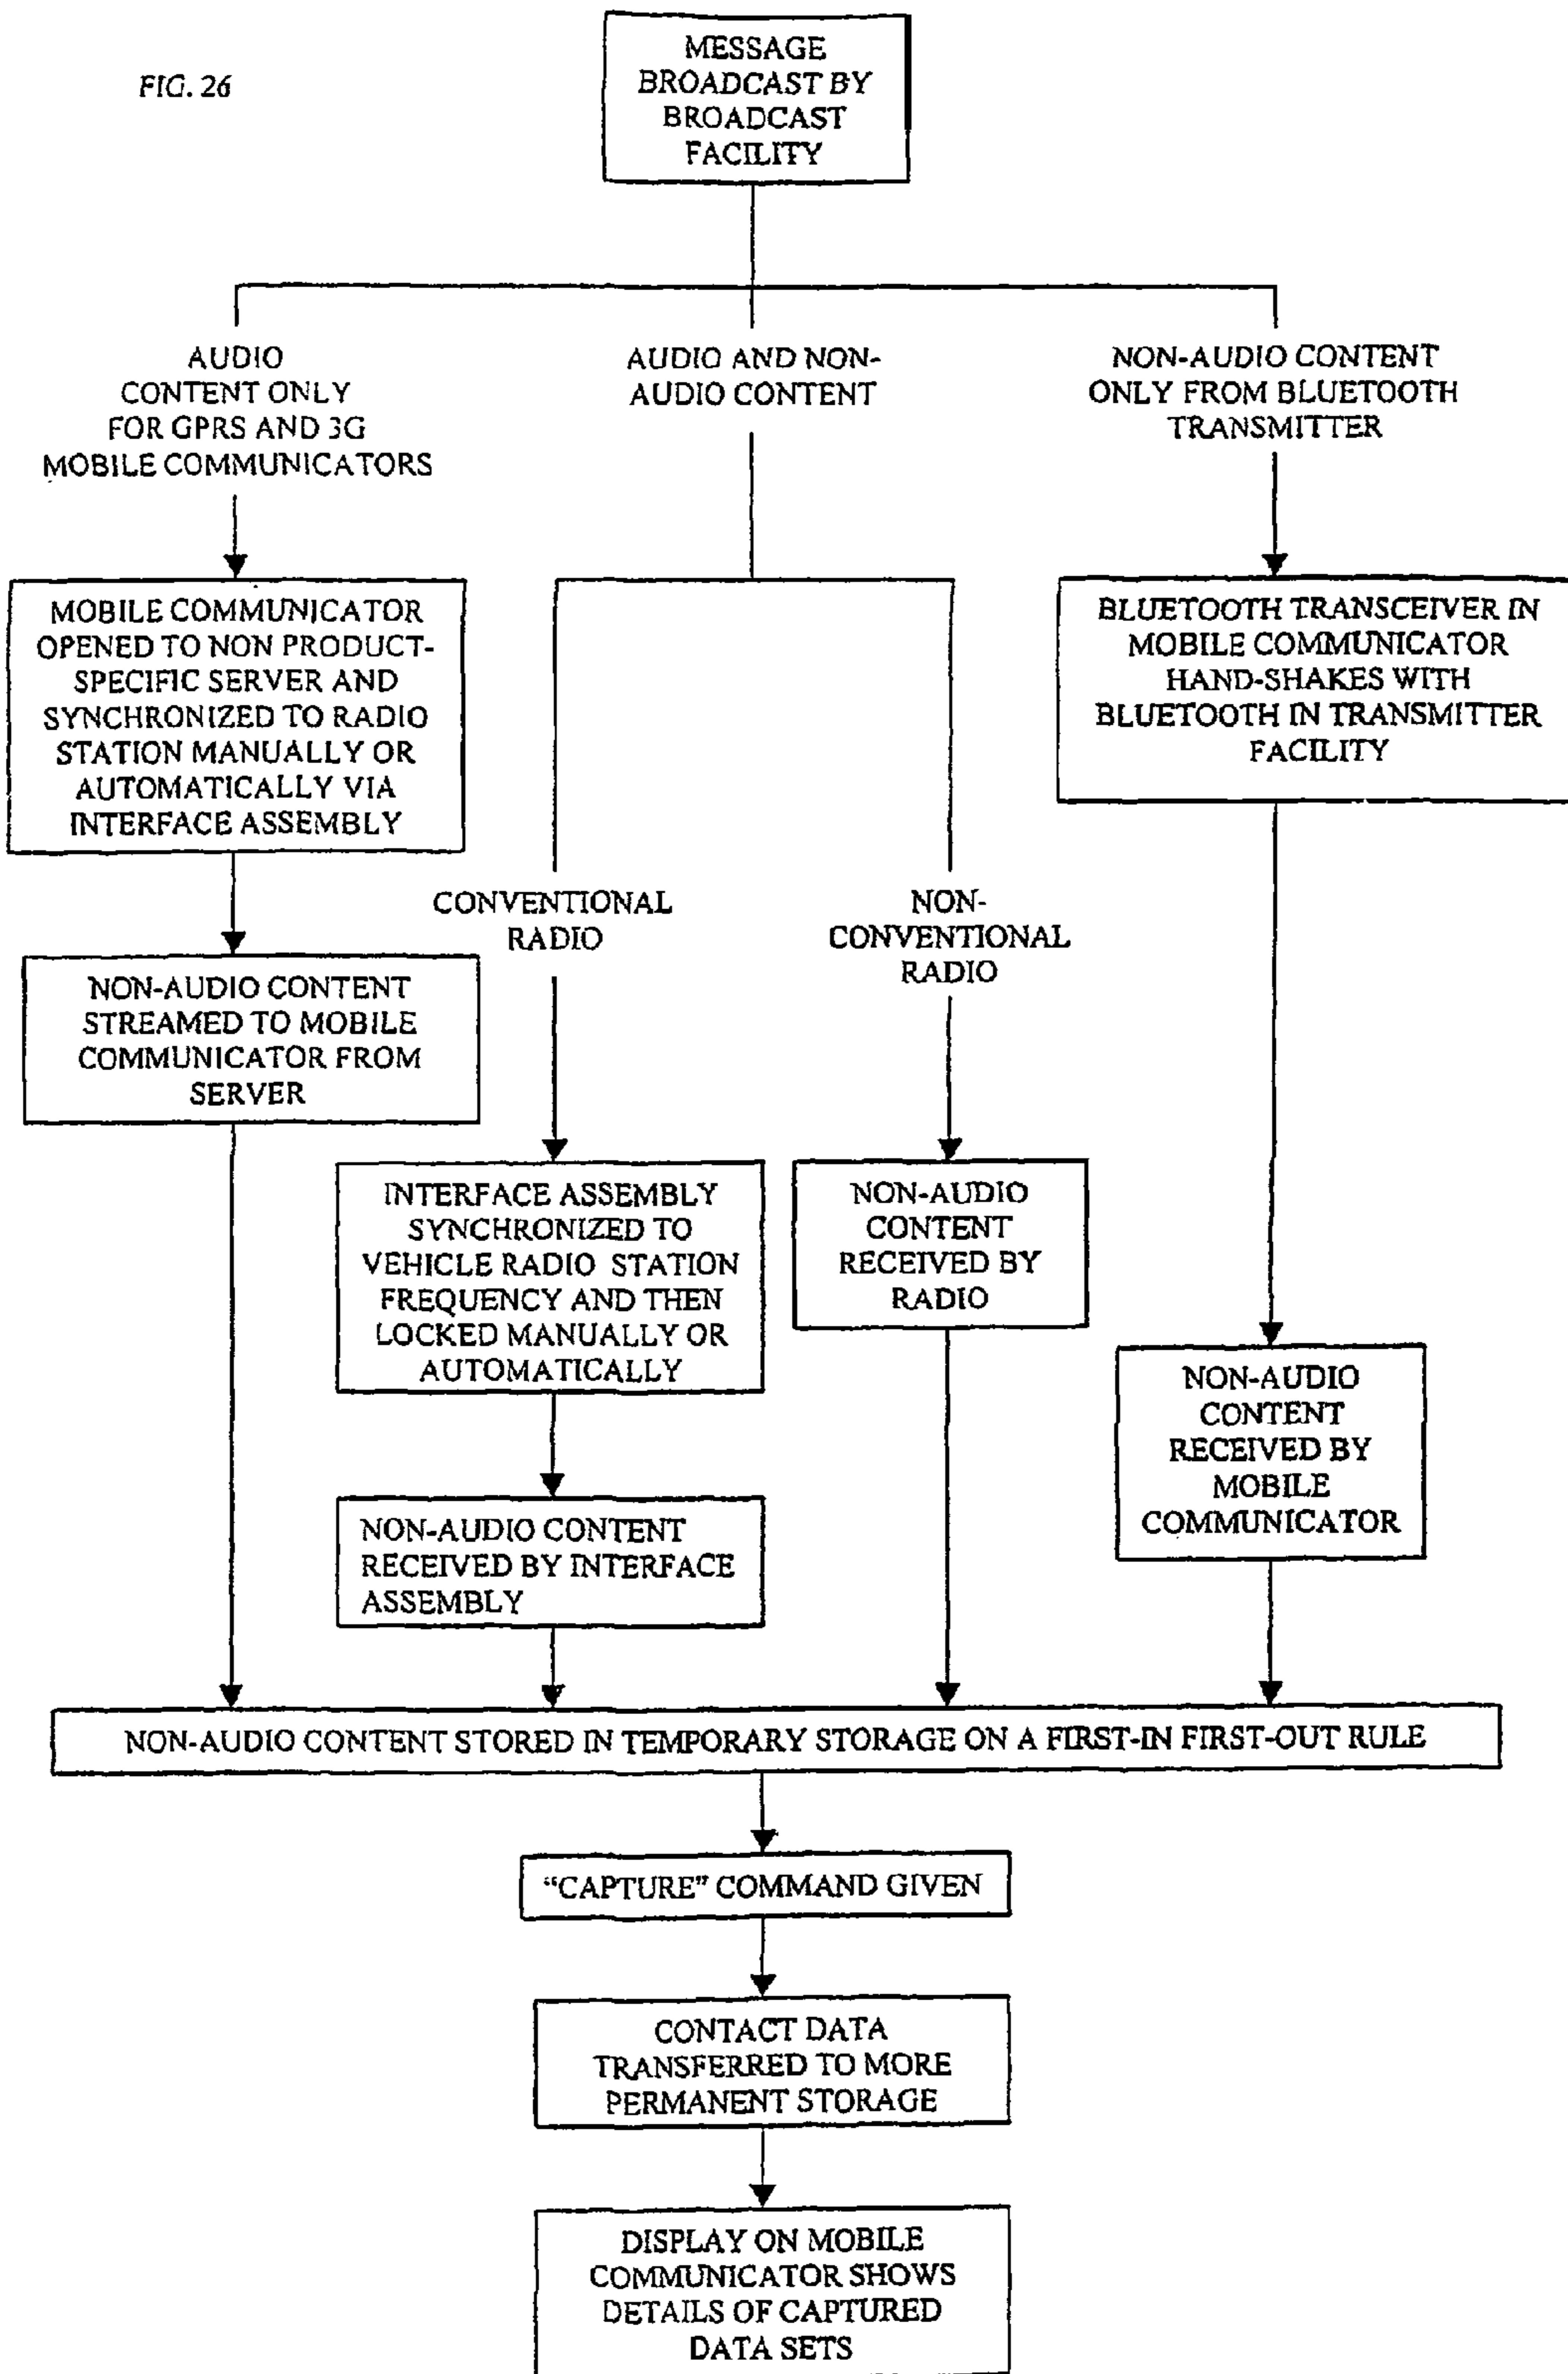 FIG. 26
MESSAGE
BROADCAST BY
BROADCAST
FACILITY
AUDIO
CONTENT ONLY
FOR GPRS AND 3G
MOBILE COMMUNICATORS
AUDIO AND NON-
AUDIO CONTENT
NON-AUDIO CONTENT
ONLY FROM BLUETOOTH
TRANSMITTER
MOBILE COMMUNICATOR
OPENED TO NON PRODUCT-
SPECIFIC SERVER AND
SYNCHRONIZED TO RADIO
STATION MANUALLY OR
AUTOMATICALLY VIA
INTERFACE ASSEMBLY
BLUETOOTH TRANSCEIVER IN
MOBILE COMMUNICATOR
HAND-SHAKES WITH
BLUETOOTH IN TRANSMITTER
FACILITY
CONVENTIONAL
RADIO
NON-
CONVENTIONAL
RADIO
NON-AUDIO CONTENT
STREAMED TO MOBILE
COMMUNICATOR FROM
SERVER
INTERFACE ASSEMBLY
SYNCHRONIZED TO
VEHICLE RADIO STATION
FREQUENCY AND THEN
LOCKED MANUALLY OR
AUTOMATICALLY
NON-AUDIO
CONTENT
RECEIVED BY
RADIO
NON-AUDIO
CONTENT
RECEIVED BY
MOBILE
COMMUNICATOR
NON-AUDIO CONTENT
RECEIVED BY INTERFACE
ASSEMBLY
NON-AUDIO CONTENT STORED IN TEMPORARY STORAGE ON A FIRST-IN FIRST-OUT RULE
"CAPTURE" COMMAND GIVEN
CONTACT DATA
TRANSFERRED TO MORE
PERMANENT STORAGE
DISPLAY ON MOBILE
COMMUNICATOR SHOWS
DETAILS OF CAPTURED
DATA SETS